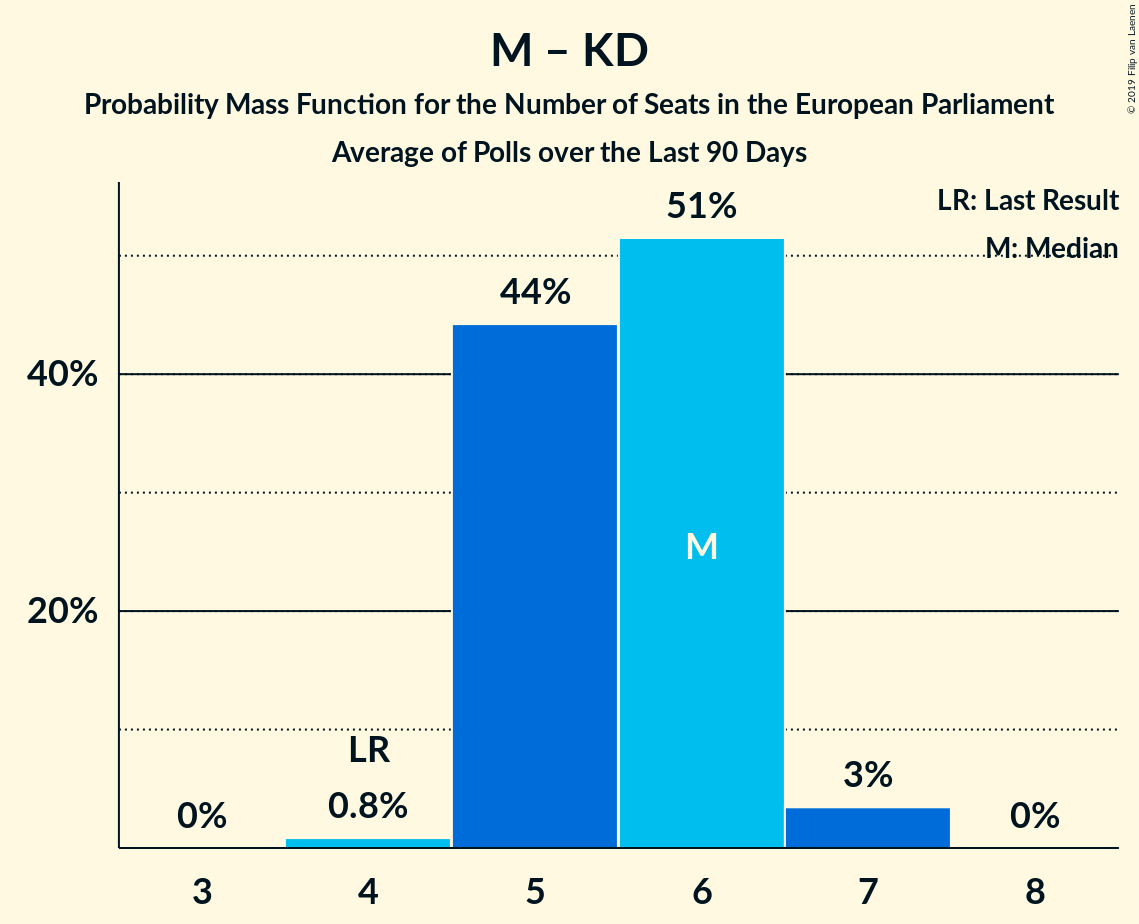 M – KD
Probability Mass Function for the Number of Seats in the European Parliament
Average of Polls over the Last 90 Days
© 2019 Filip van Laenen
LR: Last Result
M: Median
51%
44%
40%
M
20%
LR
3%
0%
0.8%
0%
3
4
5
6
7
8